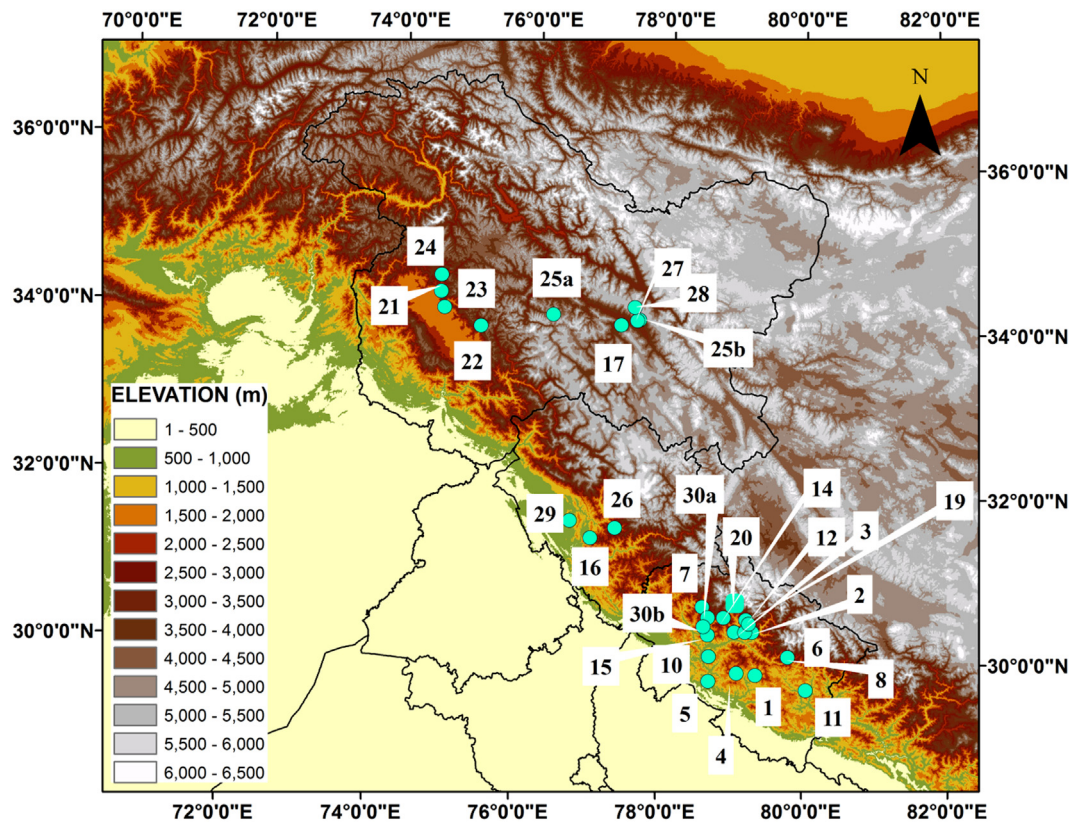 70°0'0"E 72°0'0"E 74°0'0"E 76°0'0"E 78°0'0"E 80°0'0"E 82°0'0"E
N
36°0'0"N
36°0'0"N
24
27
25a
23
28
34°0'0"N
21
34°0'0"N
25b
22
17
ELEVATION (m)
1 - 500
500 - 1,000
1,000 - 1,500
1,500 - 2,000
2,000 - 2,500
2,500 - 3,000
3,000 - 3,500
3,500 - 4,000
4,000 - 4,500
4,500 - 5,000
5,000 - 5,500
5,500 - 6,000
6,000 - 6,500
32°0'0"N
32°0'0"N
30a
14
26
19
29
20
12
3
16
7
2
30b
30°0'0"N
6
15
10
30°0'0"N
8
1
5
11
4
72°0'0"E 74°0'0"E 76°0'0"E 78°0'0"E 80°0'0"E 82°0'0"E